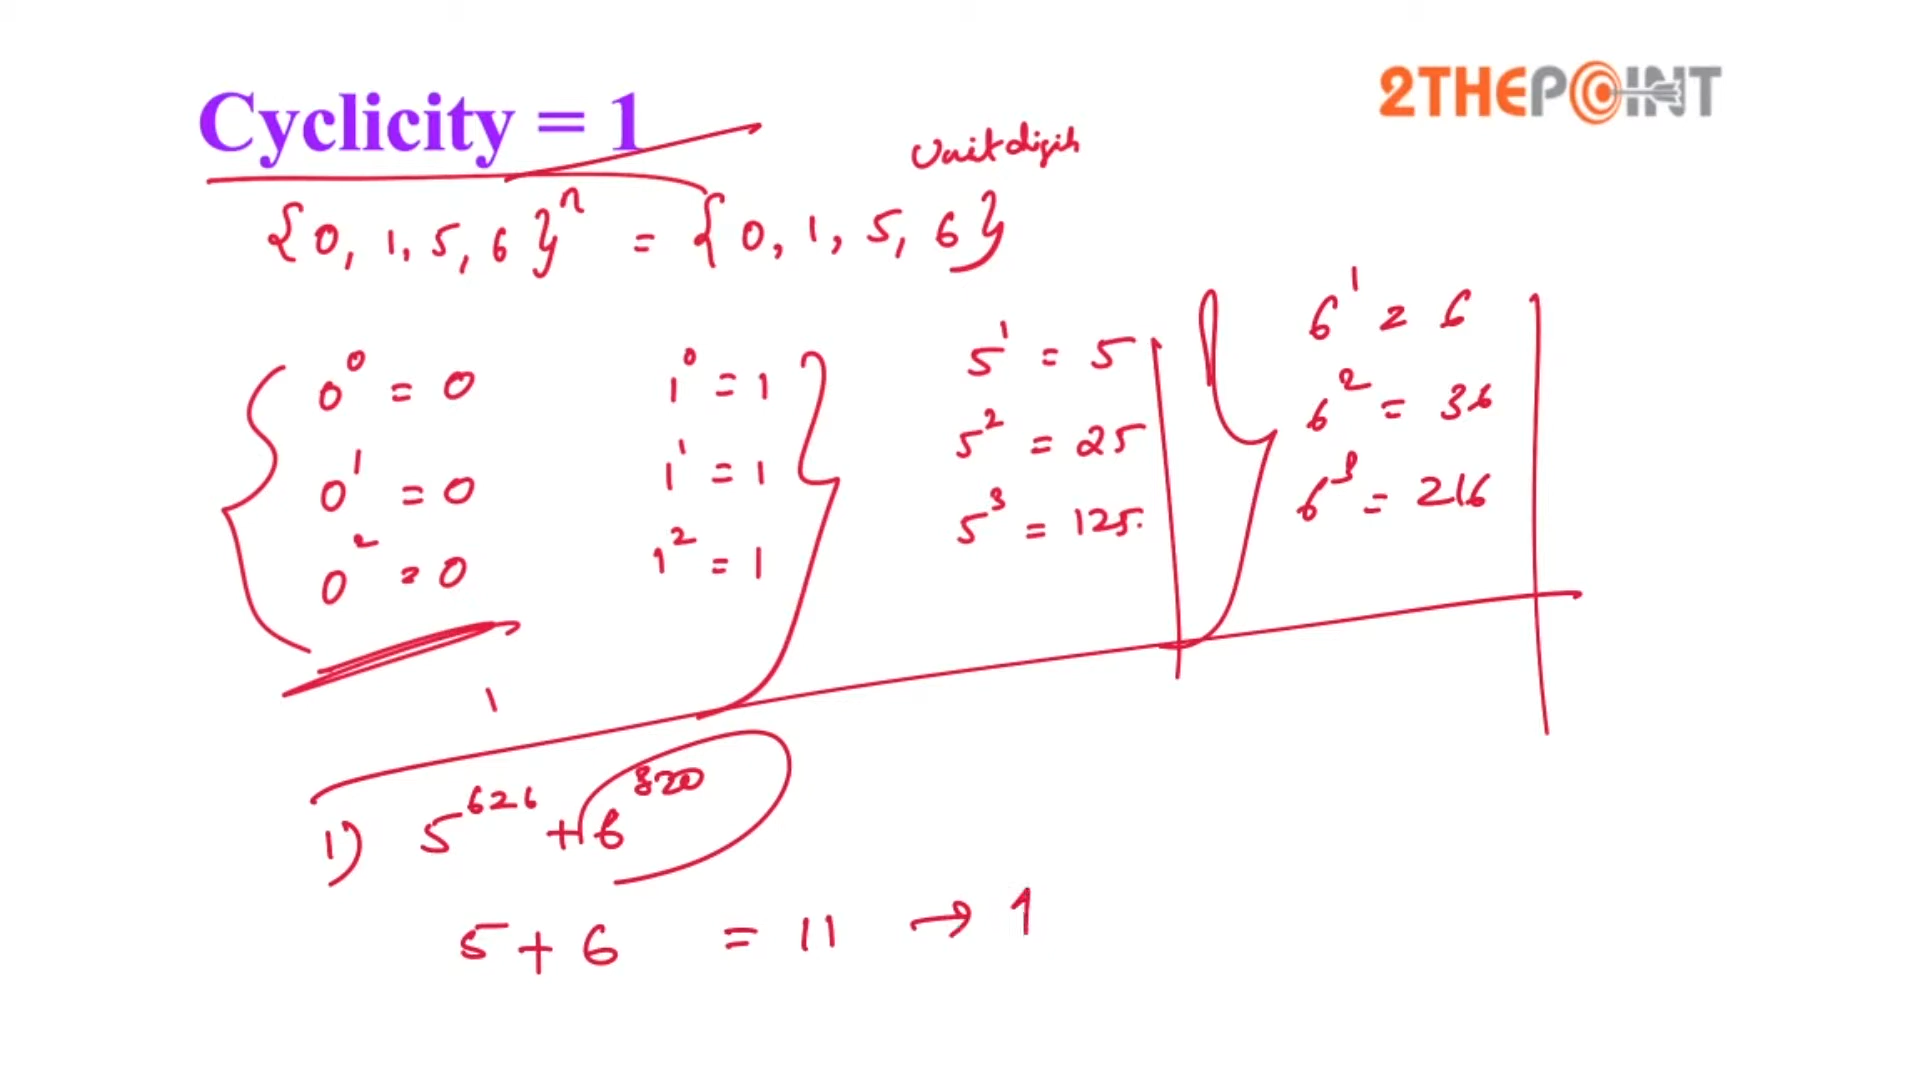 2THEPOINT
Cyclicity = 1
Unit digit
{0, 1, 5, 6}ⁿ = {0, 1, 5, 6}
0⁰ = 0
0¹ = 0
0² = 0
1⁰ = 1
1¹ = 1
1² = 1
5¹ = 5
5² = 25
5³ = 125
6¹ = 6
6² = 36
6³ = 216
1
1) 5⁶²⁶ + 6⁸²⁰
5 + 6 = 11 → 1